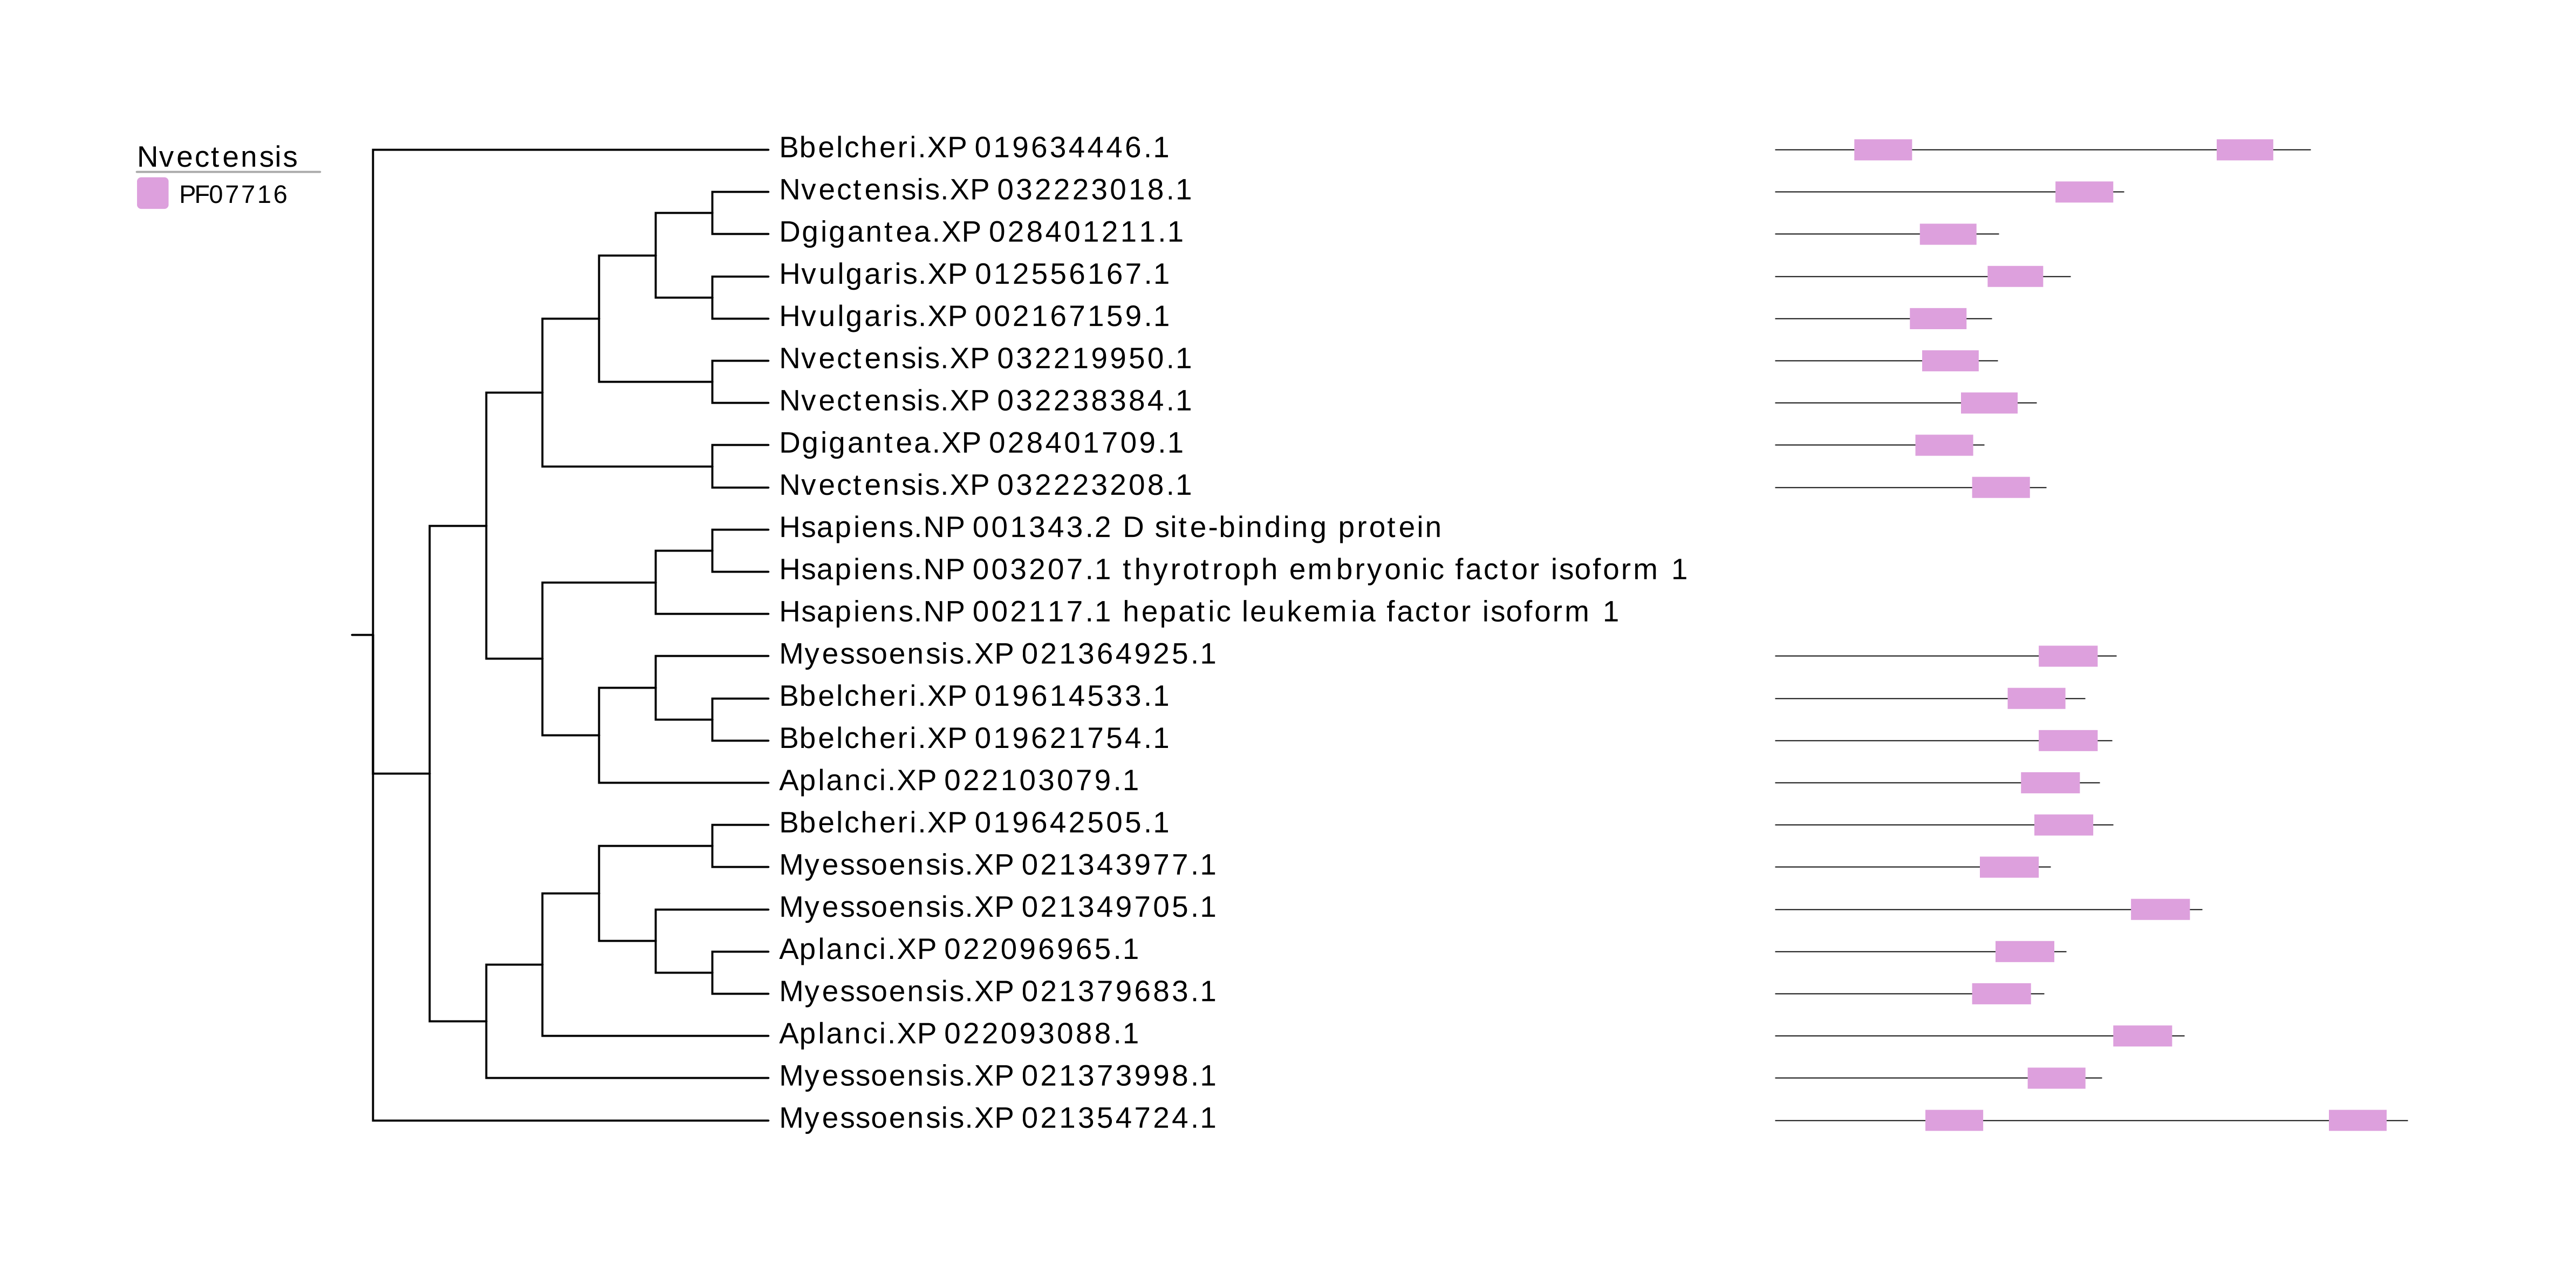 Nvectensis
PF07716
Bbelcheri.XP 019634446.1
Nvectensis.XP 032223018.1
Dgigantea.XP 028401211.1
Hvulgaris.XP 012556167.1
Hvulgaris.XP 002167159.1
Nvectensis.XP 032219950.1
Nvectensis.XP 032238384.1
Dgigantea.XP 028401709.1
Nvectensis.XP 032223208.1
Hsapiens.NP 001343.2 D site-binding protein
Hsapiens.NP 003207.1 thyrotroph embryonic factor isoform 1
Hsapiens.NP 002117.1 hepatic leukemia factor isoform 1
Myessoensis.XP 021364925.1
Bbelcheri.XP 019614533.1
Bbelcheri.XP 019621754.1
Aplanci.XP 022103079.1
Bbelcheri.XP 019642505.1
Myessoensis.XP 021343977.1
Myessoensis.XP 021349705.1
Aplanci.XP 022096965.1
Myessoensis.XP 021379683.1
Aplanci.XP 022093088.1
Myessoensis.XP 021373998.1
Myessoensis.XP 021354724.1